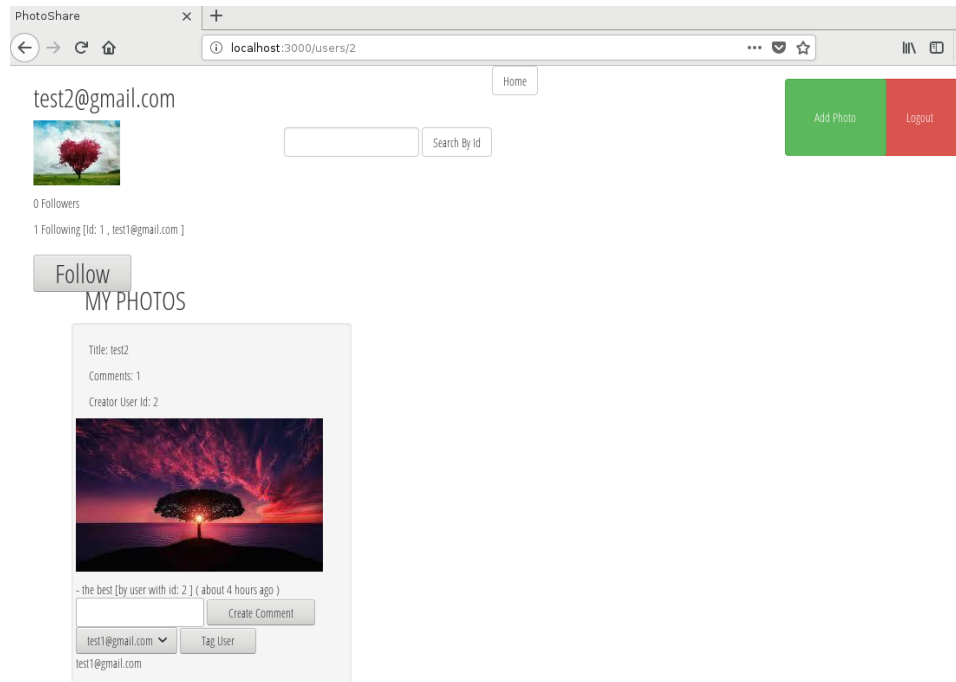 PhotoShare
localhost:3000/users/2
Home
test2@gmail.com
Add Photo
Logout
Search By Id
0 Followers
1 Following [Id: 1 , test1@gmail.com ]
Follow
MY PHOTOS
Title: test2
Comments: 1
Creator User Id: 2
- the best [by user with id: 2 ] ( about 4 hours ago )
Create Comment
test1@gmail.com
Tag User
test1@gmail.com